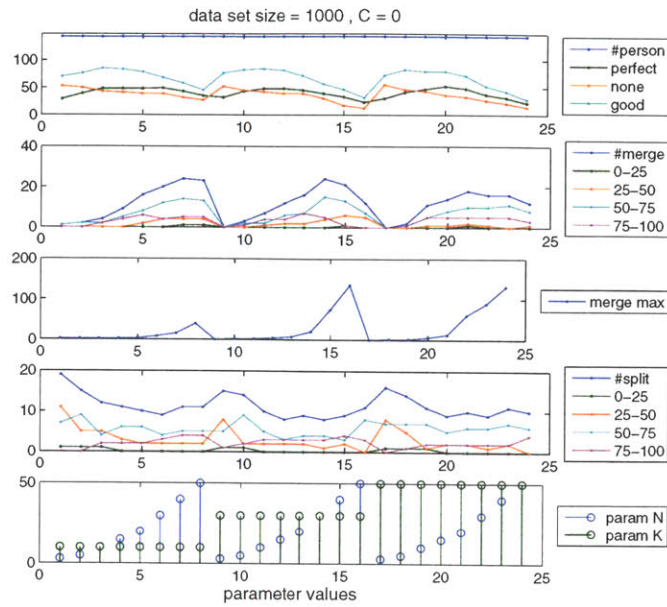 data set size = 1000 , C = 0
150
100
50
0
0 5 10 15 20 25
#person
perfect
none
good
40
20
0
0 5 10 15 20 25
#merge
0-25
25-50
50-75
75-100
200
100
0
0 5 10 15 20 25
merge max
20
10
0
0 5 10 15 20 25
#split
0-25
25-50
50-75
75-100
50
0
0 5 10 15 20 25
parameter values
param N
param K